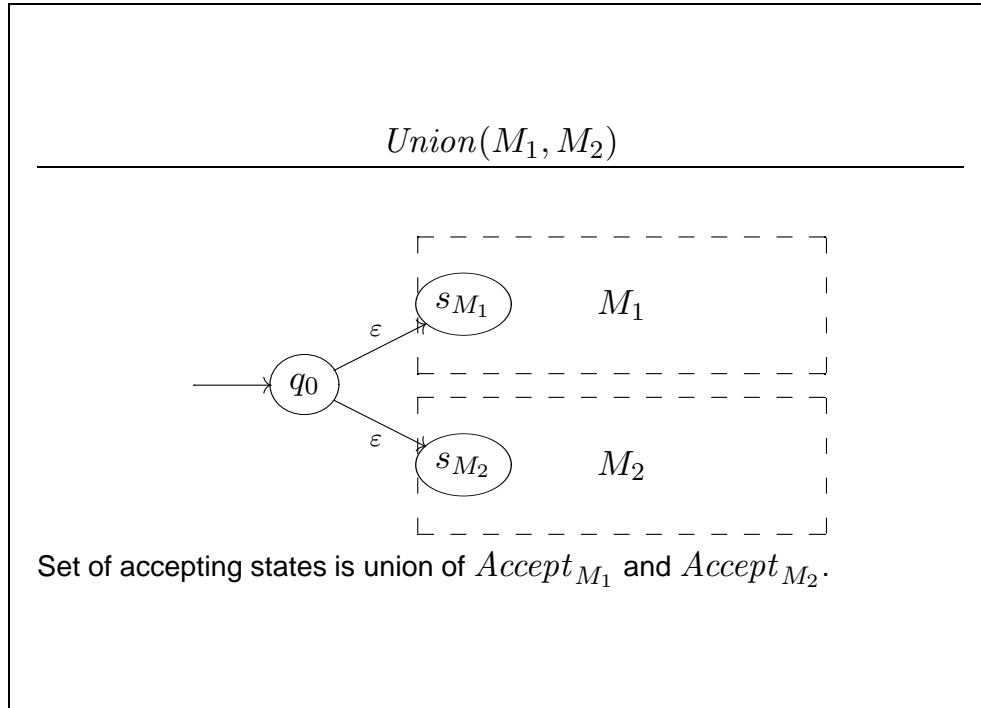 Union(M₁, M₂)
ε
s_{M₁}
M₁
q₀
ε
s_{M₂}
M₂
Set of accepting states is union of Accept_{M₁} and Accept_{M₂}.